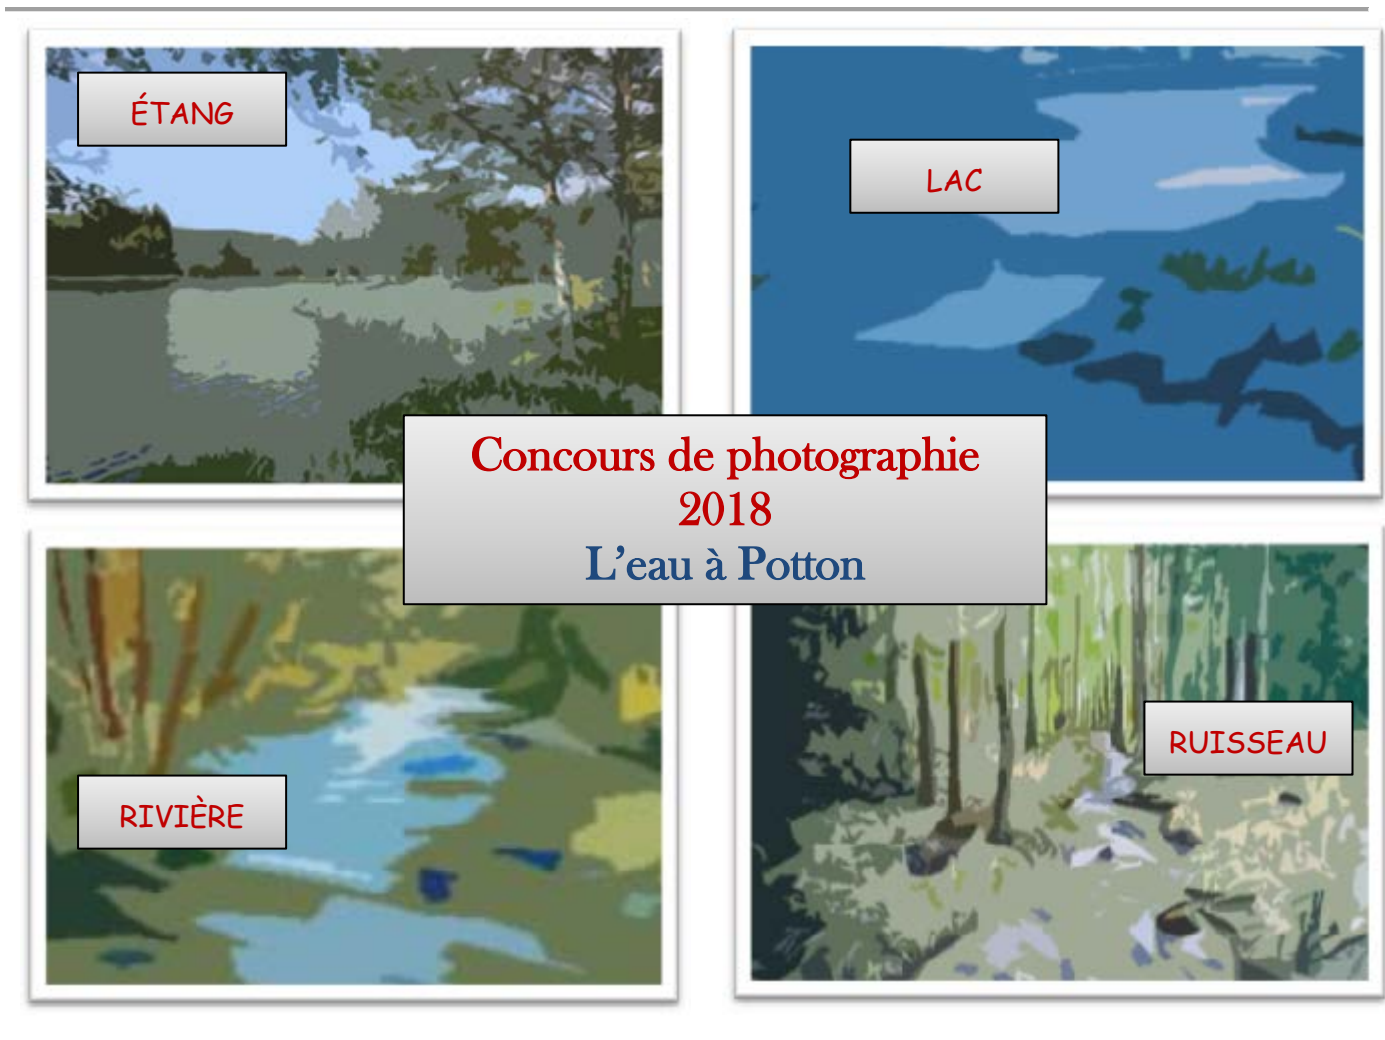 ÉTANG
LAC
Concours de photographie
2018
L'eau à Potton
RIVIÈRE
RUISSEAU